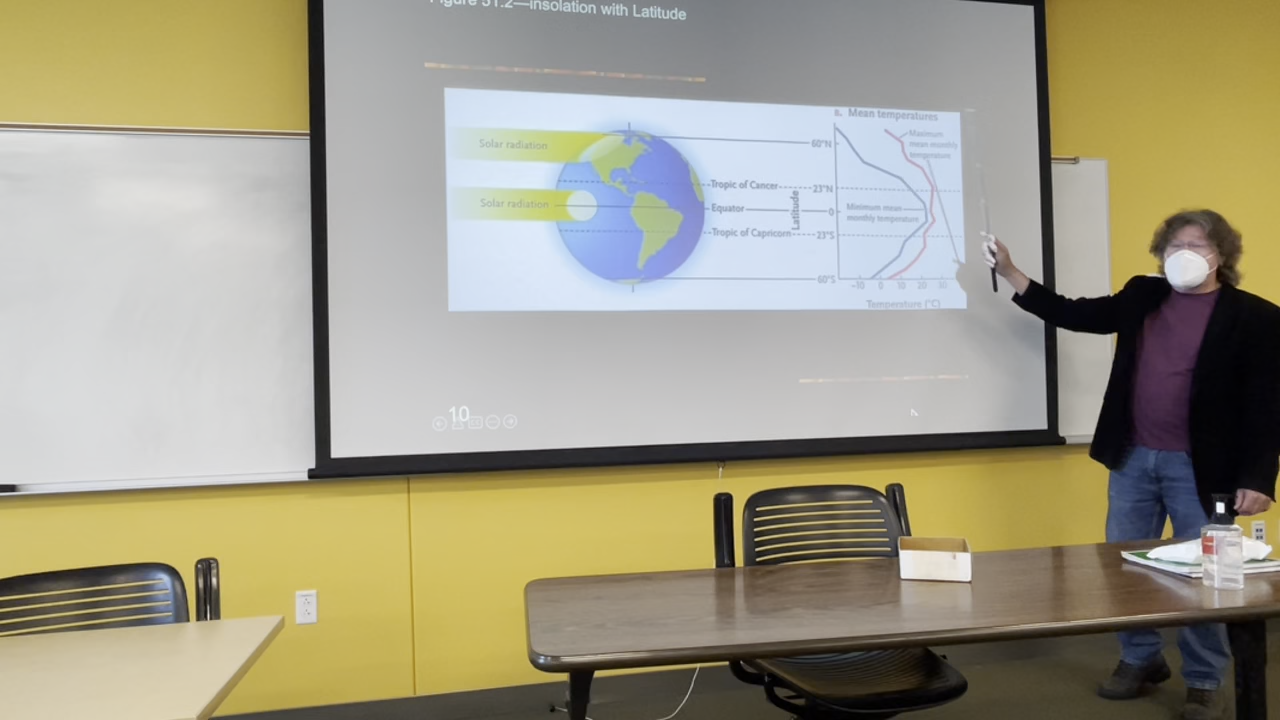 Figure 51.2—Insolation with Latitude
B. Mean temperatures
Solar radiation
60°N
Maximum
mean monthly
temperature
Tropic of Cancer
23°N
Solar radiation
Equator
Latitude
0
Minimum mean
monthly temperature
Tropic of Capricorn
23°S
60°S
-10 0 10 20 30
Temperature (°C)
10